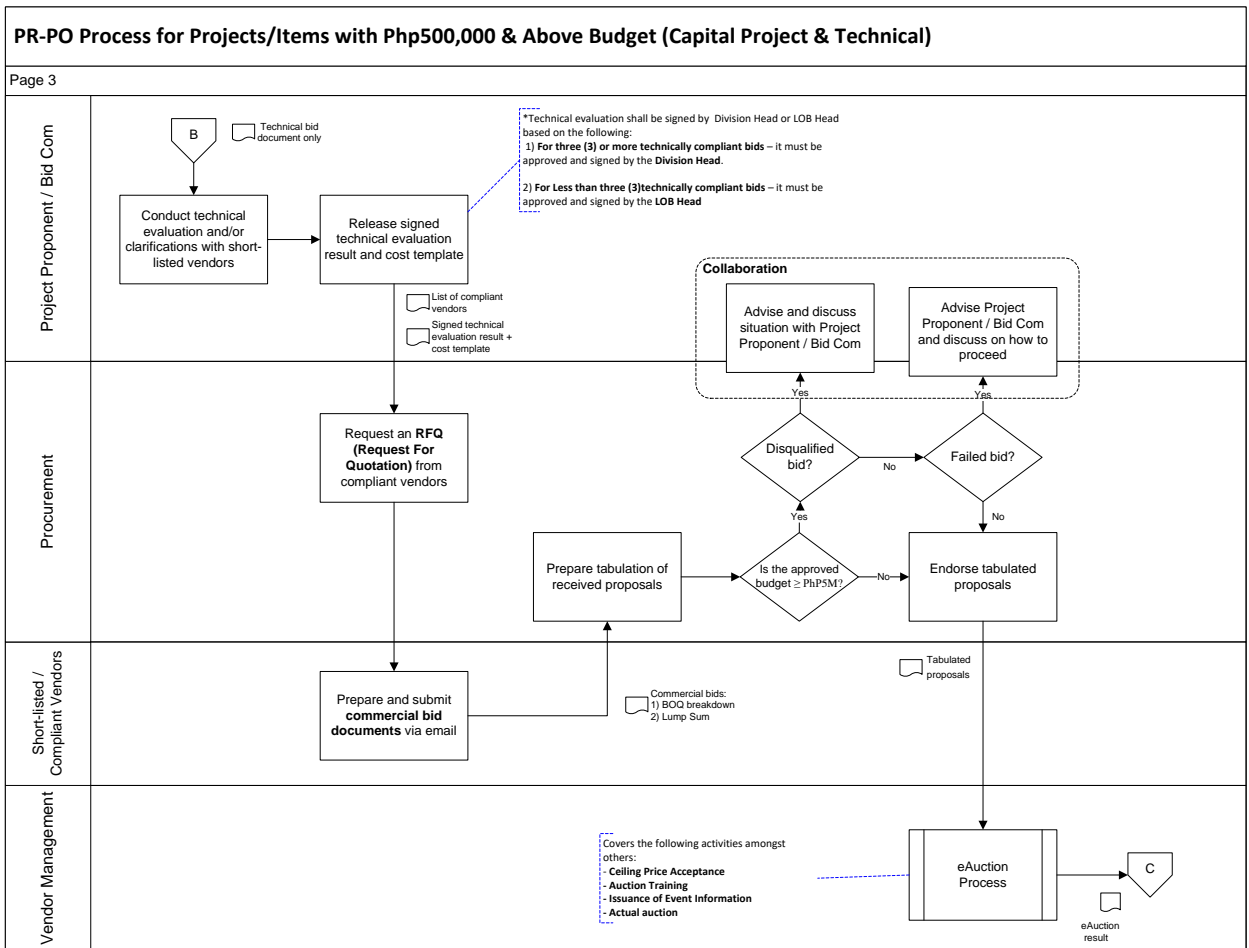 PR-PO Process for Projects/Items with Php500,000 & Above Budget (Capital Project & Technical)
Page 3
Project Proponent / Bid Com
B
Technical bid
document only
*Technical evaluation shall be signed by Division Head or LOB Head
based on the following:
1) For three (3) or more technically compliant bids – it must be
approved and signed by the Division Head.
2) For Less than three (3)technically compliant bids – it must be
approved and signed by the LOB Head
Conduct technical
evaluation and/or
clarifications with short-
listed vendors
Release signed
technical evaluation
result and cost template
List of compliant
vendors
Signed technical
evaluation result +
cost template
Collaboration
Advise and discuss
situation with Project
Proponent / Bid Com
Advise Project
Proponent / Bid Com
and discuss on how to
proceed
Procurement
Yes
Yes
Request an RFQ
(Request For
Quotation) from
compliant vendors
Disqualified
bid?
No
Failed bid?
Yes
No
Prepare tabulation of
received proposals
Is the approved
budget ≥ PhP5M?
No
Endorse tabulated
proposals
Short-listed /
Compliant Vendors
Prepare and submit
commercial bid
documents via email
Commercial bids:
1) BOQ breakdown
2) Lump Sum
Tabulated
proposals
Vendor Management
Covers the following activities amongst
others:
- Ceiling Price Acceptance
- Auction Training
- Issuance of Event Information
- Actual auction
eAuction
Process
C
eAuction
result